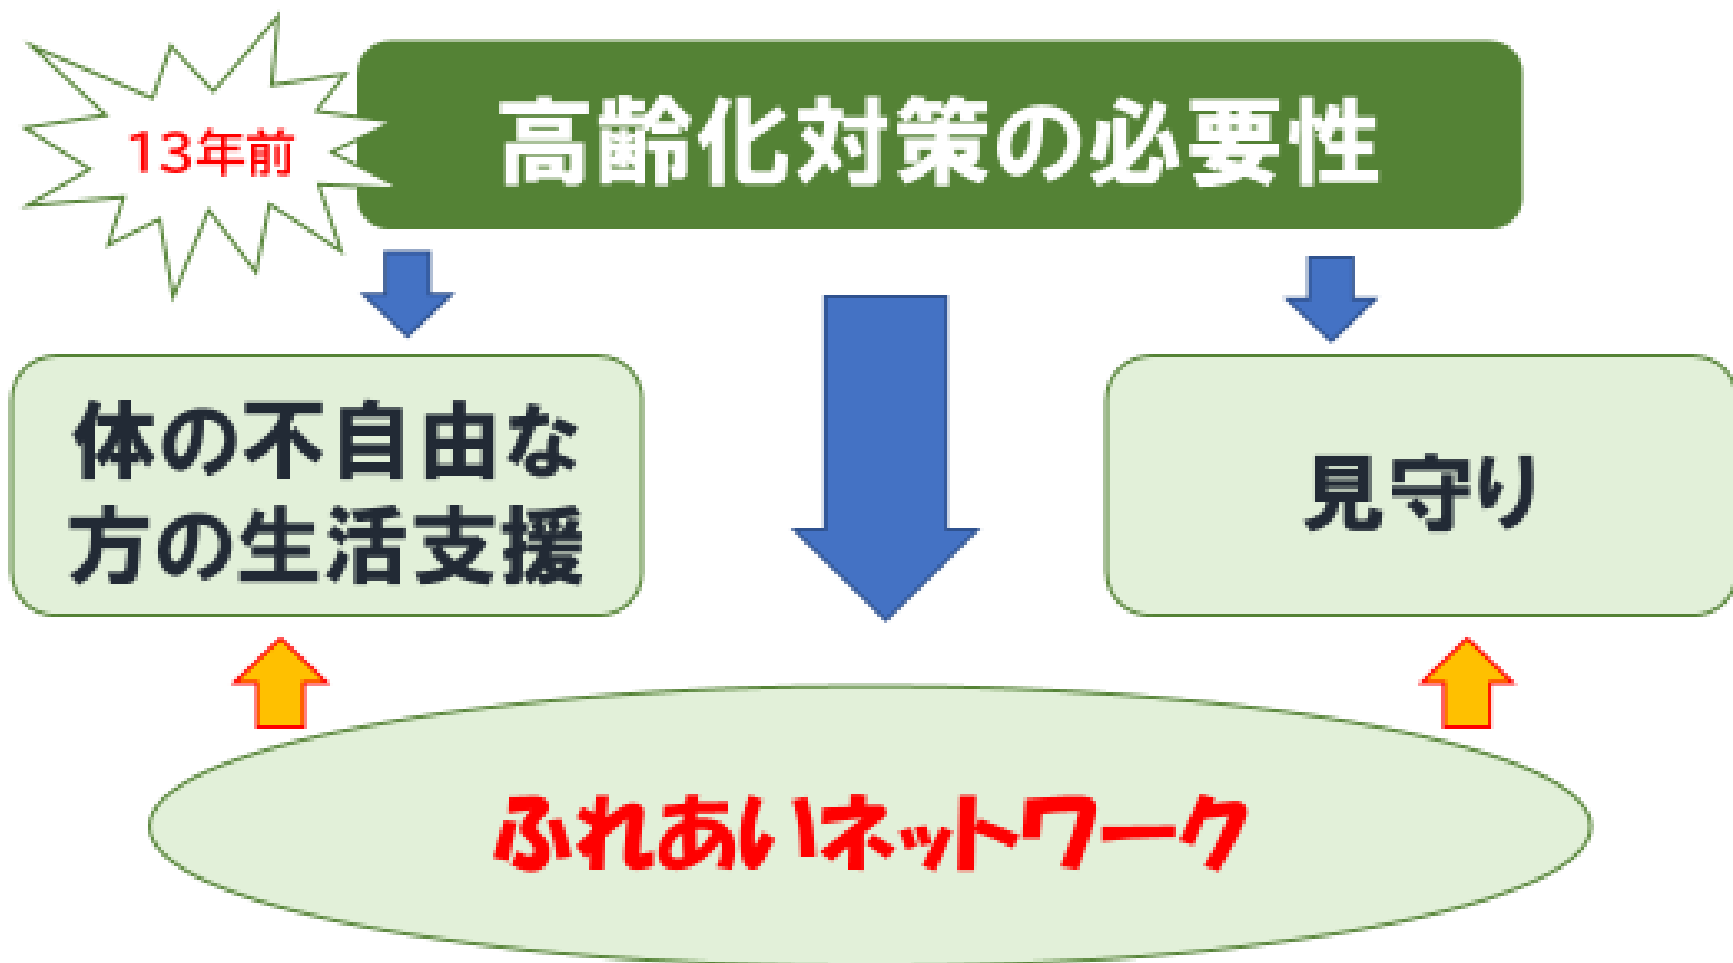 13年前
高齢化対策の必要性
体の不自由な
方の生活支援
見守り
ふれあいネットワーク